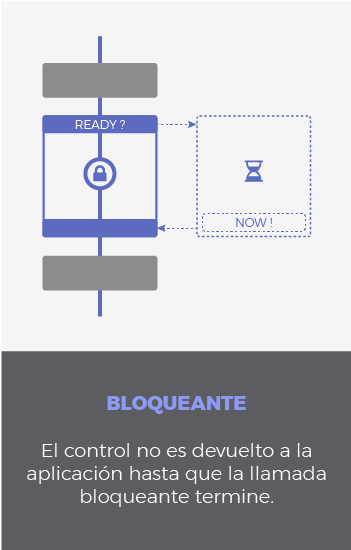 READY ?
NOW !
BLOQUEANTE
El control no es devuelto a la
aplicación hasta que la llamada
bloqueante termine.